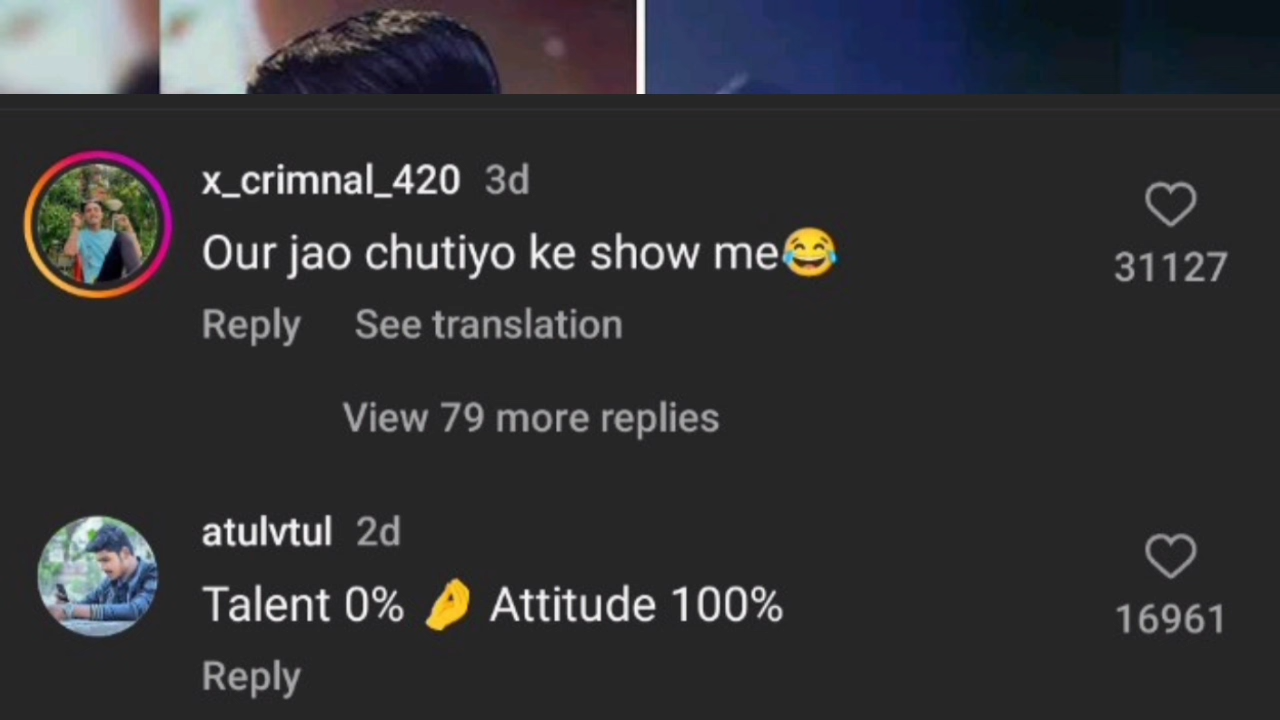 x_crimnal_420 3d
Our jao chutiyo ke show me😂
31127
Reply See translation
View 79 more replies
atulvtul 2d
Talent 0% 🤌 Attitude 100%
16961
Reply